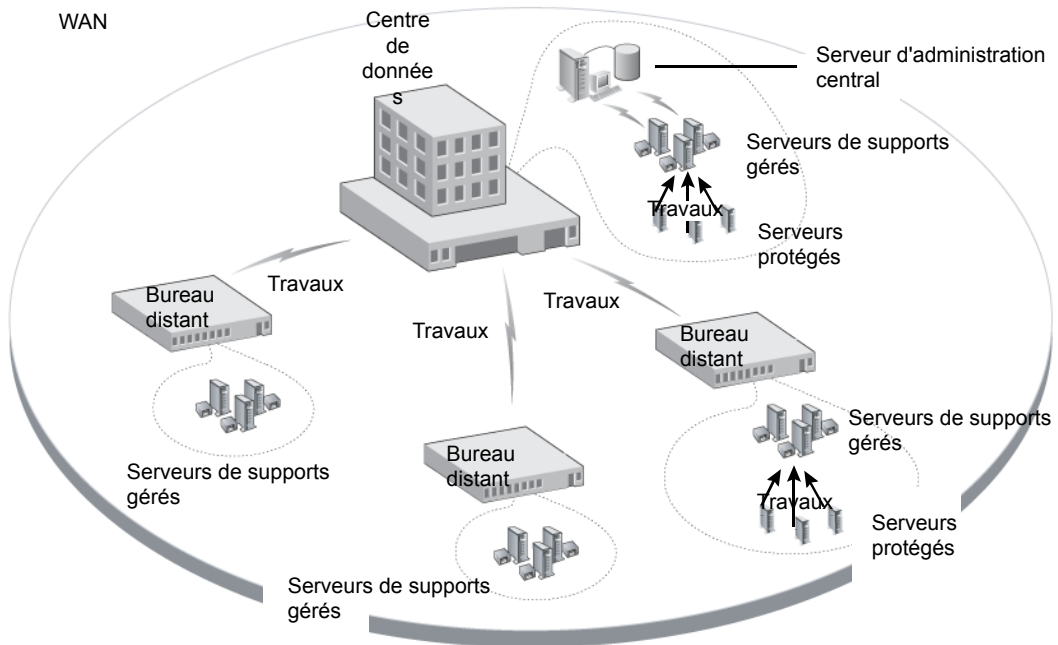 WAN
Centre
de
donnée
s
Serveur d'administration
central
Serveurs de supports
gérés
Travaux
Serveurs
protégés
Travaux
Bureau
distant
Travaux
Travaux
Bureau
distant
Serveurs de supports
gérés
Serveurs de supports
gérés
Bureau
distant
Travaux
Serveurs
protégés
Serveurs de supports
gérés